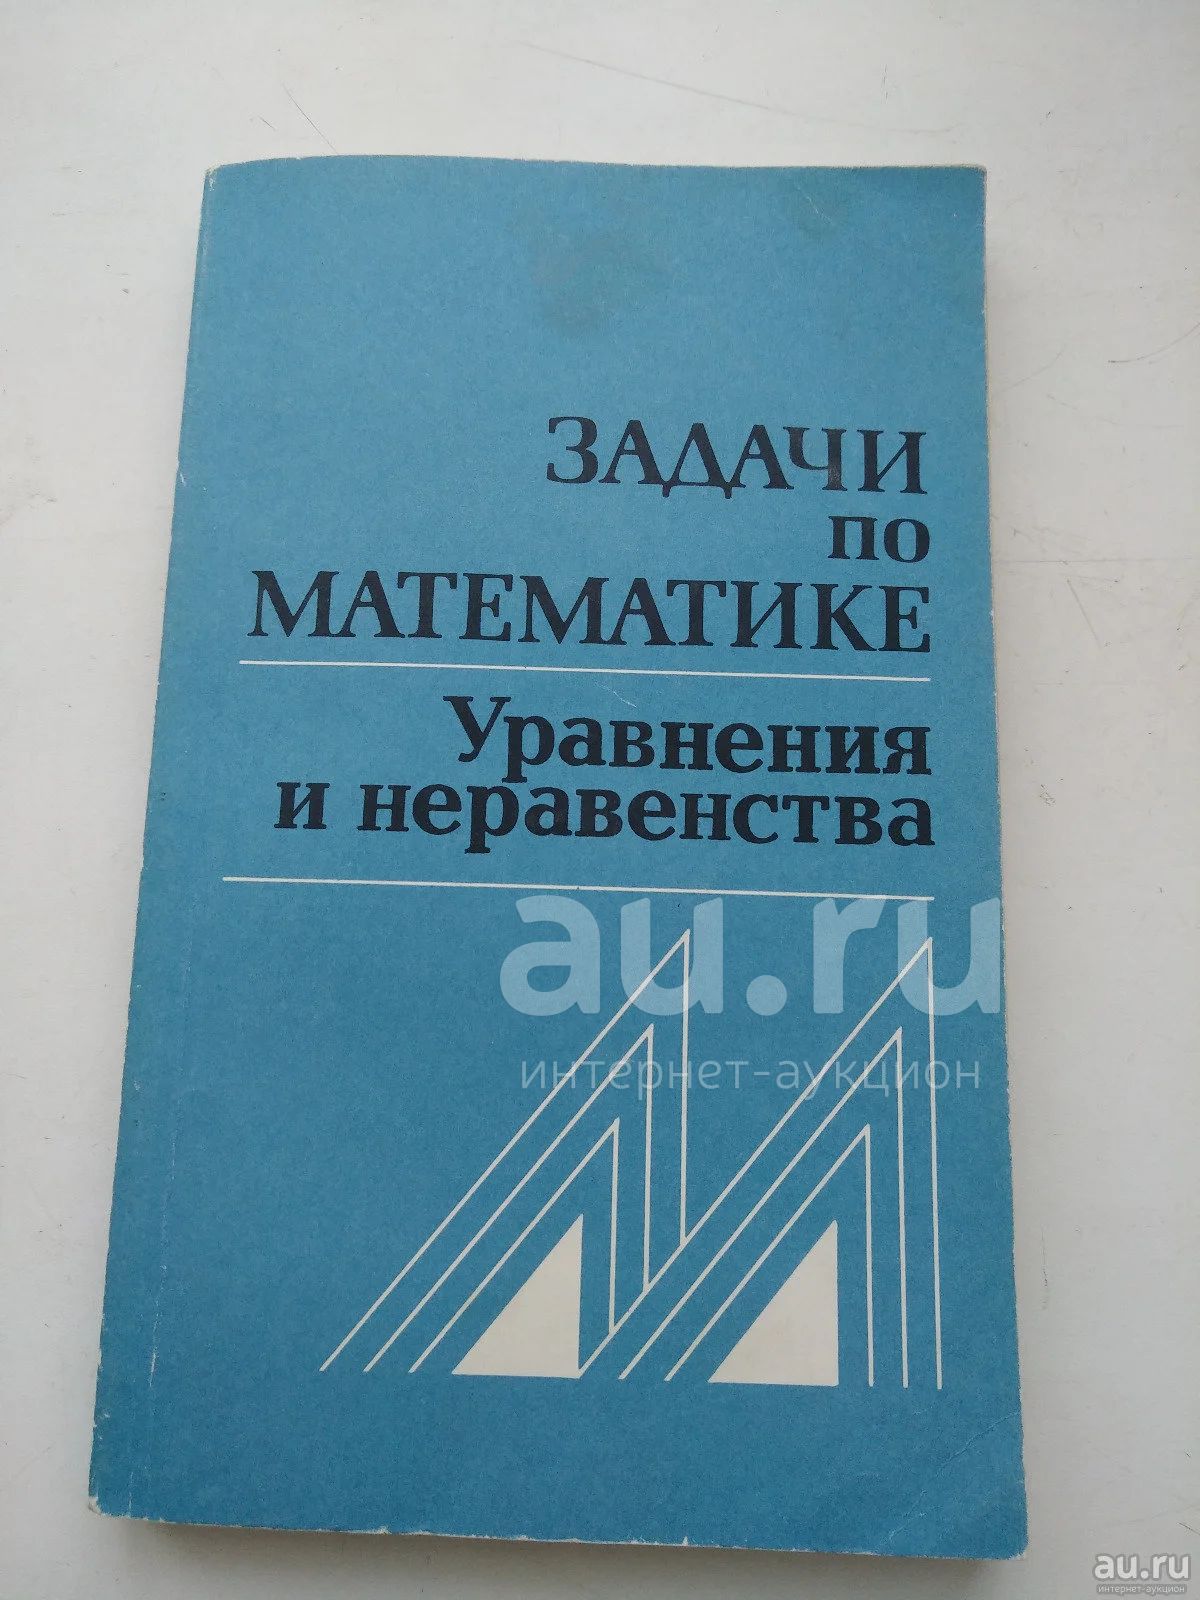 ЗАДАЧИ
по
МАТЕМАТИКЕ
Уравнения
и неравенства
au.ru
интернет-аукцион
au.ru
интернет-аукцион